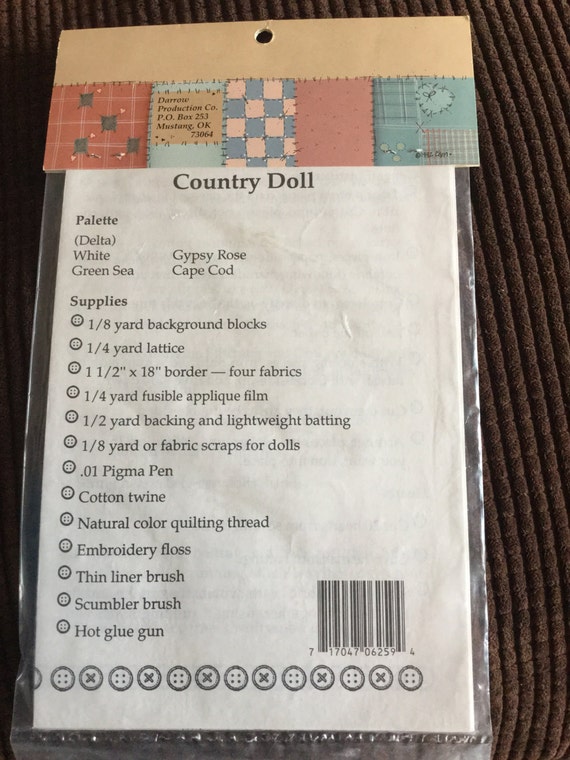 Darrow
Production Co.
P.O. Box 253
Mustang, OK
73064
Country Doll
Palette
(Delta)
White Gypsy Rose
Green Sea Cape Cod
Supplies
1/8 yard background blocks
1/4 yard lattice
1 1/2" x 18" border — four fabrics
1/4 yard fusible applique film
1/2 yard backing and lightweight batting
1/8 yard or fabric scraps for dolls
.01 Pigma Pen
Cotton twine
Natural color quilting thread
Embroidery floss
Thin liner brush
Scumbler brush
Hot glue gun
7 17047 06259 4